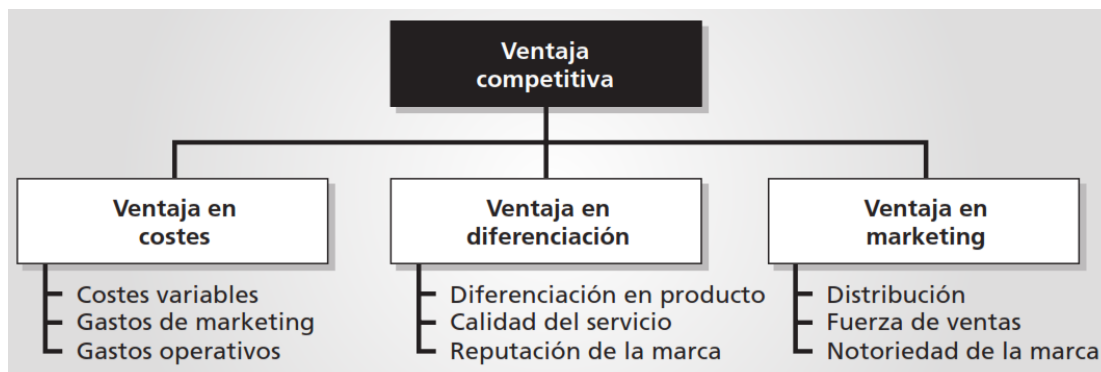 Ventaja
competitiva
Ventaja en
costes
Costes variables
Gastos de marketing
Gastos operativos
Ventaja en
diferenciación
Diferenciación en producto
Calidad del servicio
Reputación de la marca
Ventaja en
marketing
Distribución
Fuerza de ventas
Notoriedad de la marca